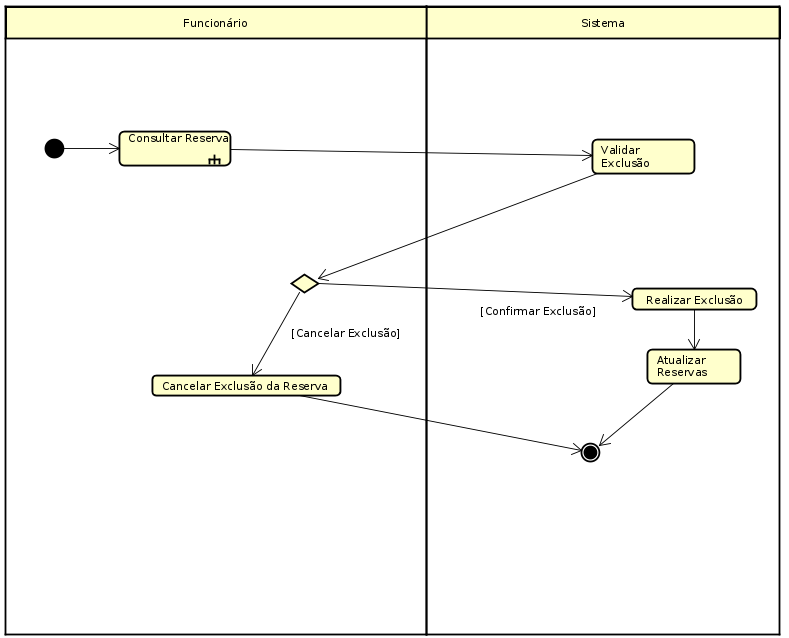 Funcionário
Sistema
Consultar Reserva
Validar
Exclusão
[Confirmar Exclusão]
Realizar Exclusão
[Cancelar Exclusão]
Atualizar
Reservas
Cancelar Exclusão da Reserva